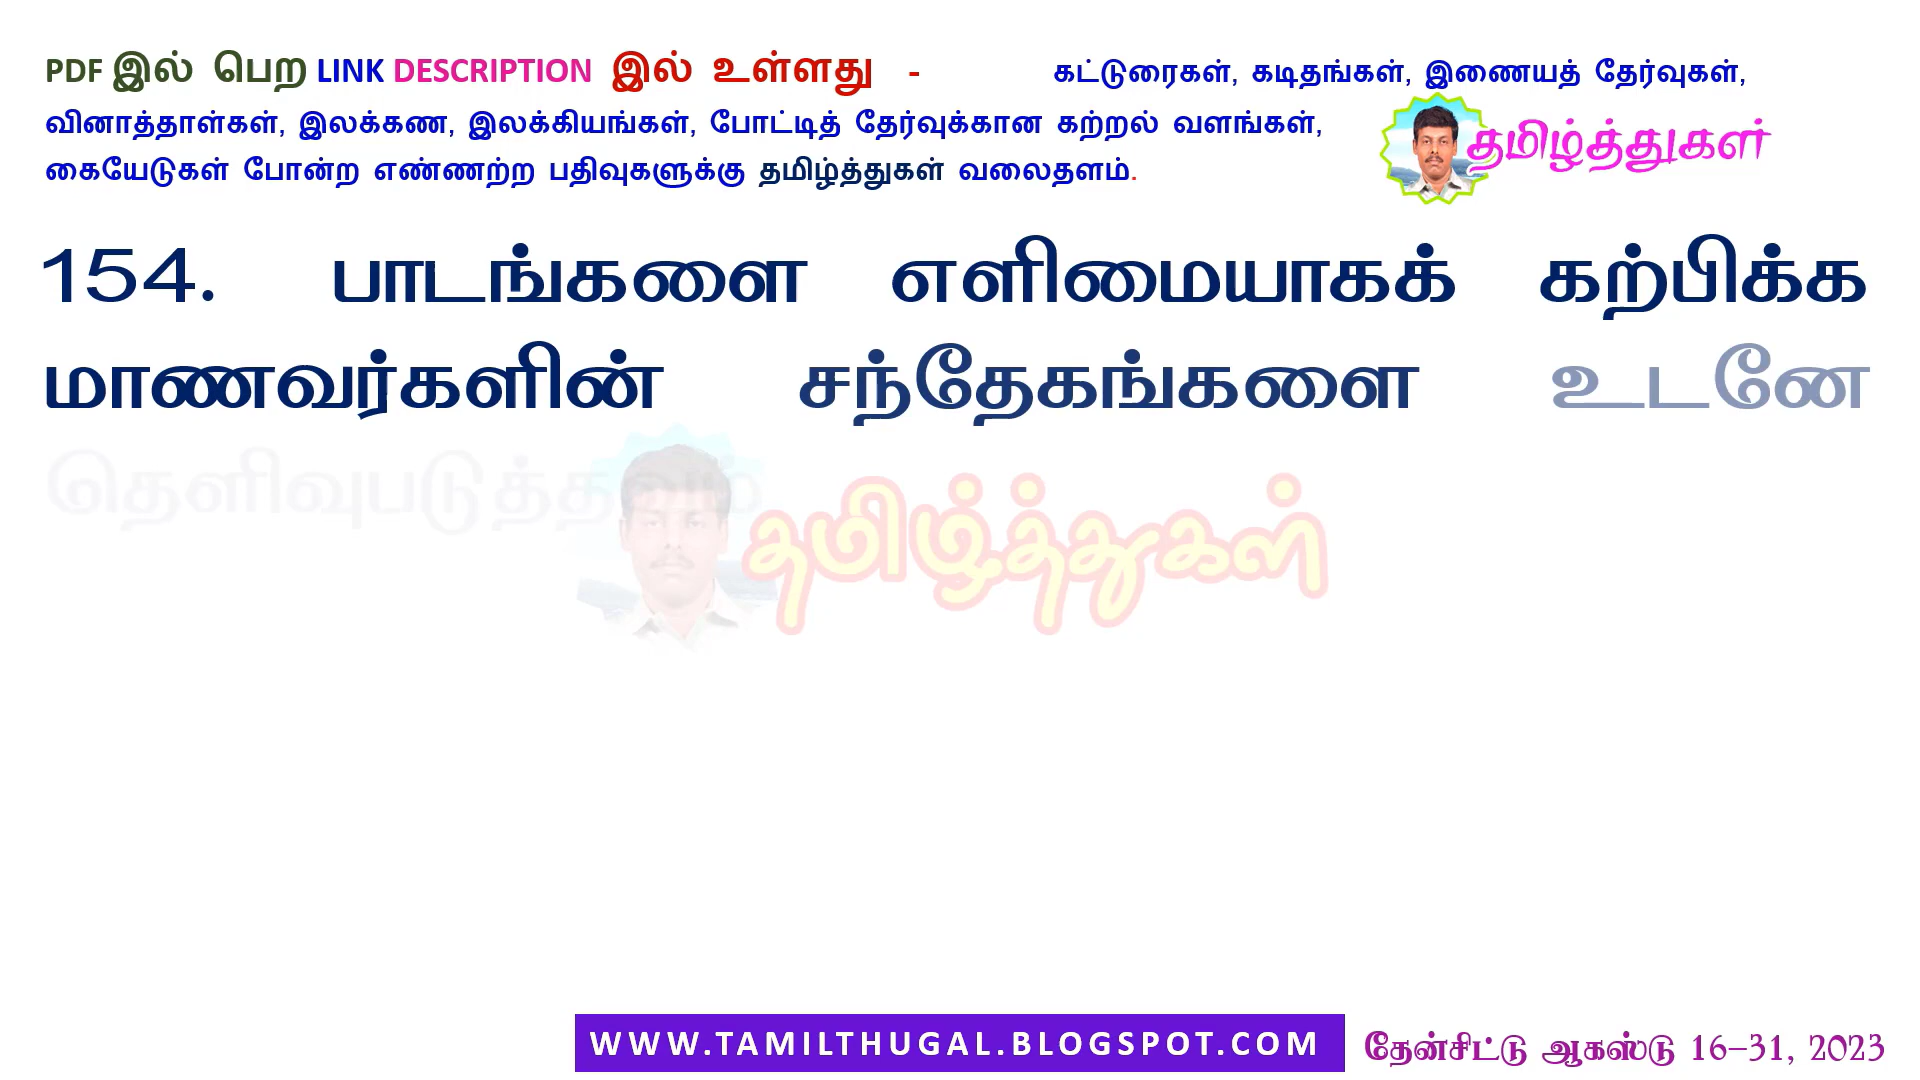 PDF இல் பெற LINK DESCRIPTION இல் உள்ளது - கட்டுரைகள், கடிதங்கள், இணையத் தேர்வுகள்,
வினாத்தாள்கள், இலக்கண, இலக்கியங்கள், போட்டித் தேர்வுக்கான கற்றல் வளங்கள்,
தமிழ்த்துகள்
கையேடுகள் போன்ற எண்ணற்ற பதிவுகளுக்கு தமிழ்த்துகள் வலைதளம்.
154. பாடங்களை எளிமையாகக் கற்பிக்க
மாணவர்களின் சந்தேகங்களை உடனே
தெளிவுபடுத்தவும்
தமிழ்த்துகள்
WWW.TAMILTHUGAL.BLOGSPOT.COM
தேன்சிட்டு ஆகஸ்டு 16-31, 2023